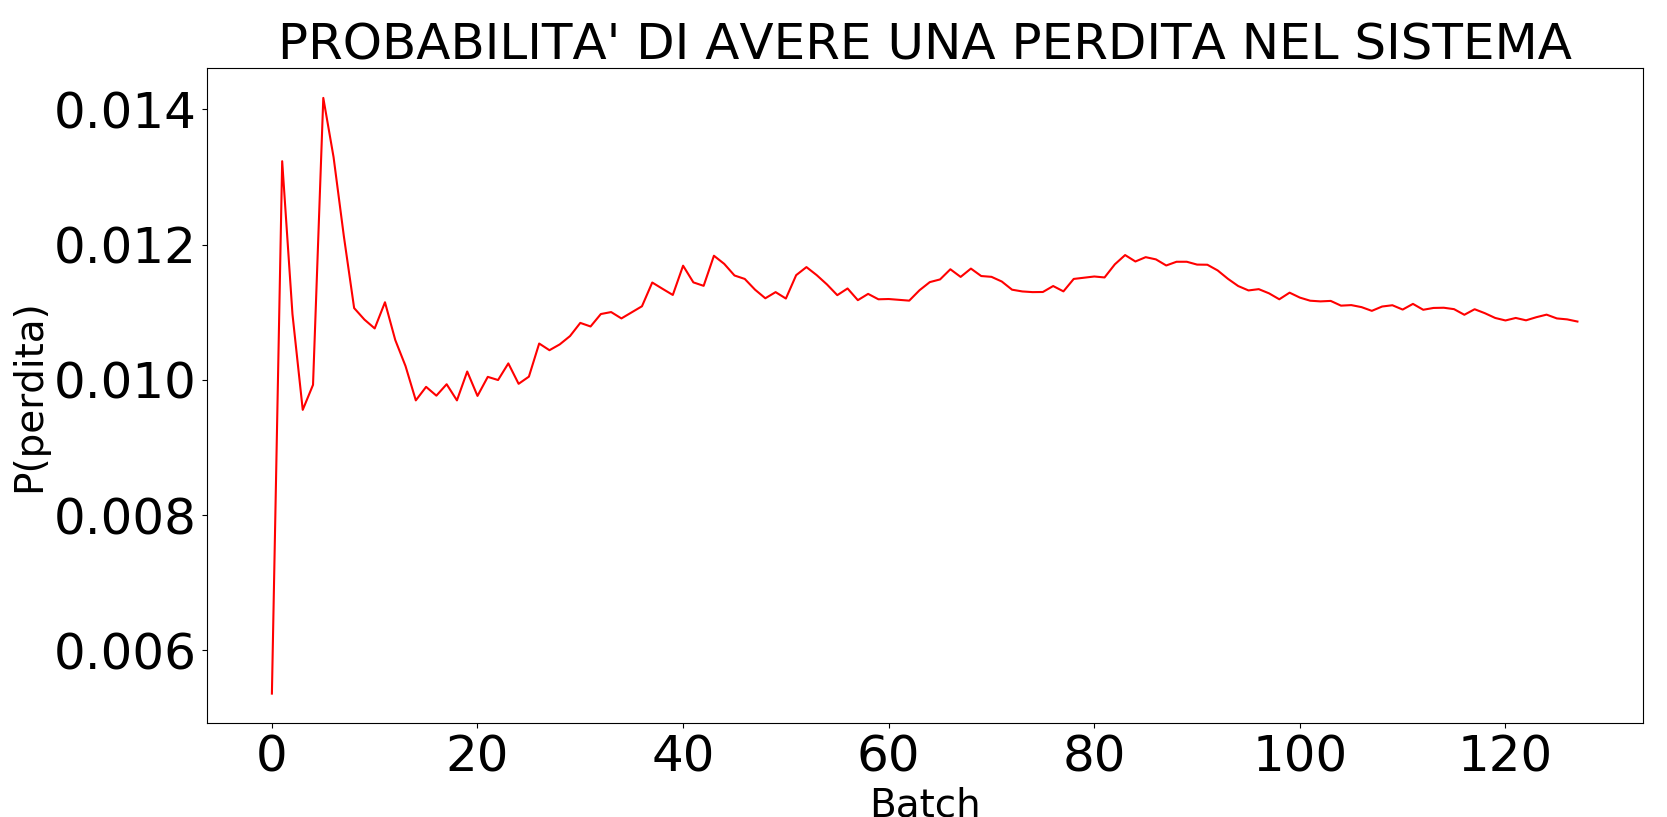 PROBABILITA' DI AVERE UNA PERDITA NEL SISTEMA
P(perdita)
0.014
0.012
0.010
0.008
0.006
0 20 40 60 80 100 120
Batch